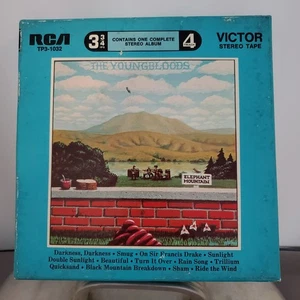 RCA
TP3-1032
3 3/4
CONTAINS ONE COMPLETE
STEREO ALBUM
4
VICTOR
STEREO TAPE
THE YOUNGBLOODS
ELEPHANT
MOUNTAIN
Darkness, Darkness • Smug • On Sir Francis Drake • Sunlight
Double Sunlight • Beautiful • Turn It Over • Rain Song • Trillium
Quicksand • Black Mountain Breakdown • Sham • Ride the Wind